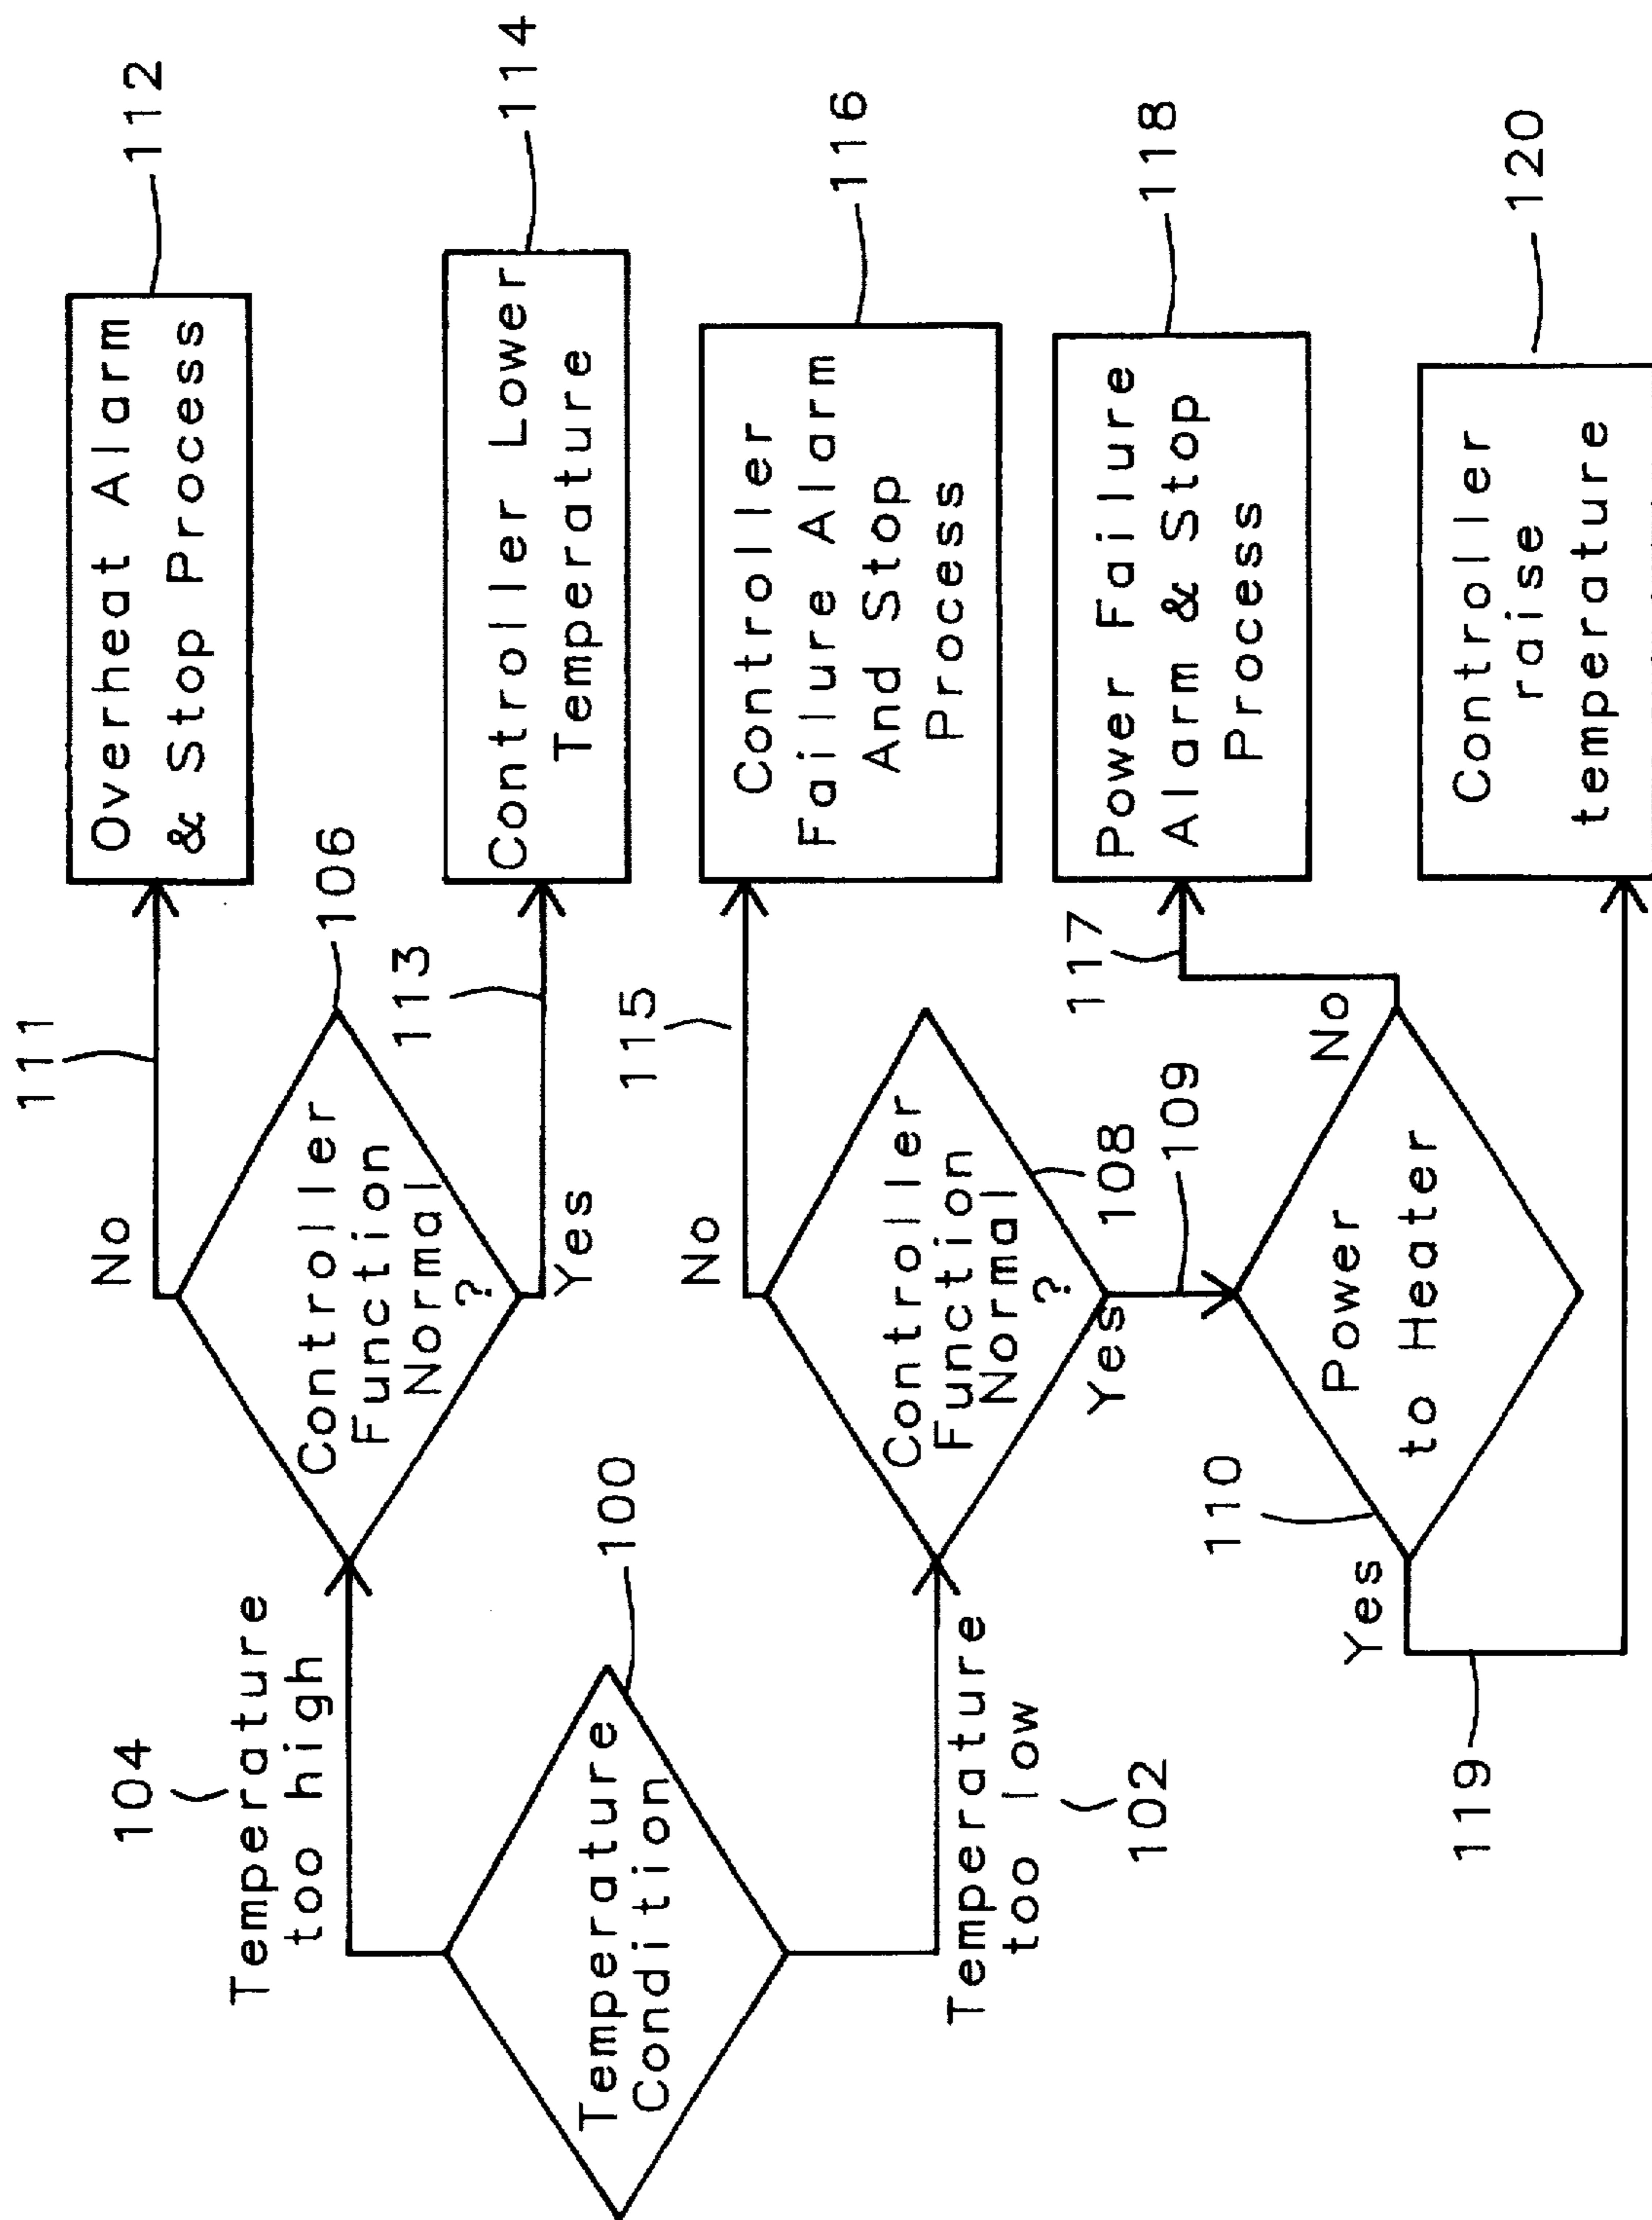 111
No
Overheat Alarm
& Stop Process
112
104
Temperature
too high
Controller
Function
Normal
?
106
113
Yes
Controller Lower
Temperature
114
Temperature
Condition
100
115
No
Controller
Failure Alarm
And Stop
Process
116
Temperature
too low
102
Controller
Function
Normal
?
Yes
108
109
117
No
Power Failure
Alarm & Stop
Process
118
110
Power
to Heater
Yes
119
Controller
raise
temperature
120